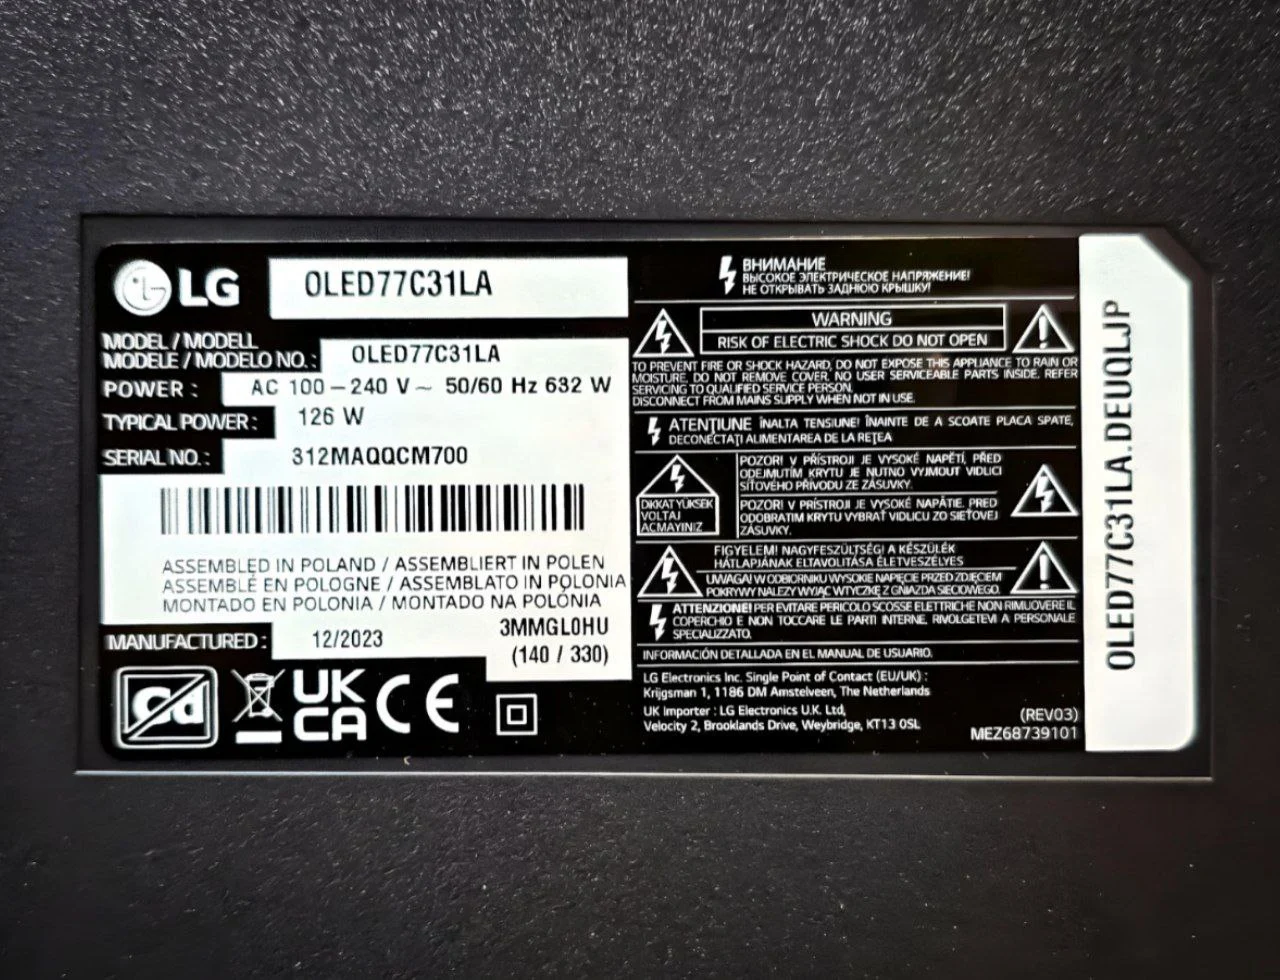 LG
OLED77C31LA
MODEL / MODELL
MODELE / MODELO NO. :
OLED77C31LA
POWER :
AC 100 – 240 V ~ 50/60 Hz 632 W
TYPICAL POWER :
126 W
SERIAL NO. :
312MAQQCM700
ASSEMBLED IN POLAND / ASSEMBLIERT IN POLEN
ASSEMBLÉ EN POLOGNE / ASSEMBLATO IN POLONIA
MONTADO EN POLONIA / MONTADO NA POLÓNIA
MANUFACTURED :
12/2023
3MMGL0HU
(140 / 330)
Cd
UK
CA
CE
ВНИМАНИЕ
ВЫСОКОЕ ЭЛЕКТРИЧЕСКОЕ НАПРЯЖЕНИЕ!
НЕ ОТКРЫВАТЬ ЗАДНЮЮ КРЫШКУ!
WARNING
RISK OF ELECTRIC SHOCK DO NOT OPEN
TO PREVENT FIRE OR SHOCK HAZARD, DO NOT EXPOSE THIS APPLIANCE TO RAIN OR
MOISTURE, DO NOT REMOVE COVER. NO USER SERVICEABLE PARTS INSIDE. REFER
SERVICING TO QUALIFIED SERVICE PERSON.
DISCONNECT FROM MAINS SUPPLY WHEN NOT IN USE.
ATENŢIUNE ÎNALTA TENSIUNE! ÎNAINTE DE A SCOATE PLACA SPATE,
DECONECTAŢI ALIMENTAREA DE LA REŢEA
DIKKAT YÜKSEK
VOLTAJ
AÇMAYINIZ
POZOR! V PŘÍSTROJI JE VYSOKÉ NAPĚTÍ, PŘED
ODEJMUTÍM KRYTU JE NUTNO VYJMOUT VIDLICI
SÍŤOVÉHO PŘÍVODU ZE ZÁSUVKY.
POZOR! V PRÍSTROJI JE VYSOKÉ NAPÄTIE. PRED
ODOBRATIM KRYTU VYBRAŤ VIDLICU ZO SIEŤOVEJ
ZÁSUVKY.
FIGYELEM! NAGYFESZÜLTSÉG! A KÉSZÜLÉK
HÁTLAPJÁNAK ELTAVOLITÁSA ÉLETVESZÉLYES
UWAGA! W ODBIORNIKU WYSOKIE NAPIĘCIE PRZED ZDJĘCIEM
POKRYWY NALEŻY WYJĄĆ WTYCZKĘ Z GNIAZDA SIECIOWEGO.
ATTENZIONE! PER EVITARE PERICOLO SCOSSE ELETTRICHE NON RIMUOVERE IL
COPERCHIO E NON TOCCARE LE PARTI INTERNE. RIVOLGETEVI A PERSONALE
SPECIALIZZATO.
INFORMACIÓN DETALLADA EN EL MANUAL DE USUARIO.
LG Electronics Inc. Single Point of Contact (EU/UK) :
Krijgsman 1, 1186 DM Amstelveen, The Netherlands
UK Importer : LG Electronics U.K. Ltd,
Velocity 2, Brooklands Drive, Weybridge, KT13 0SL
(REV03)
MEZ68739101
OLED77C31LA.DEUQLJP